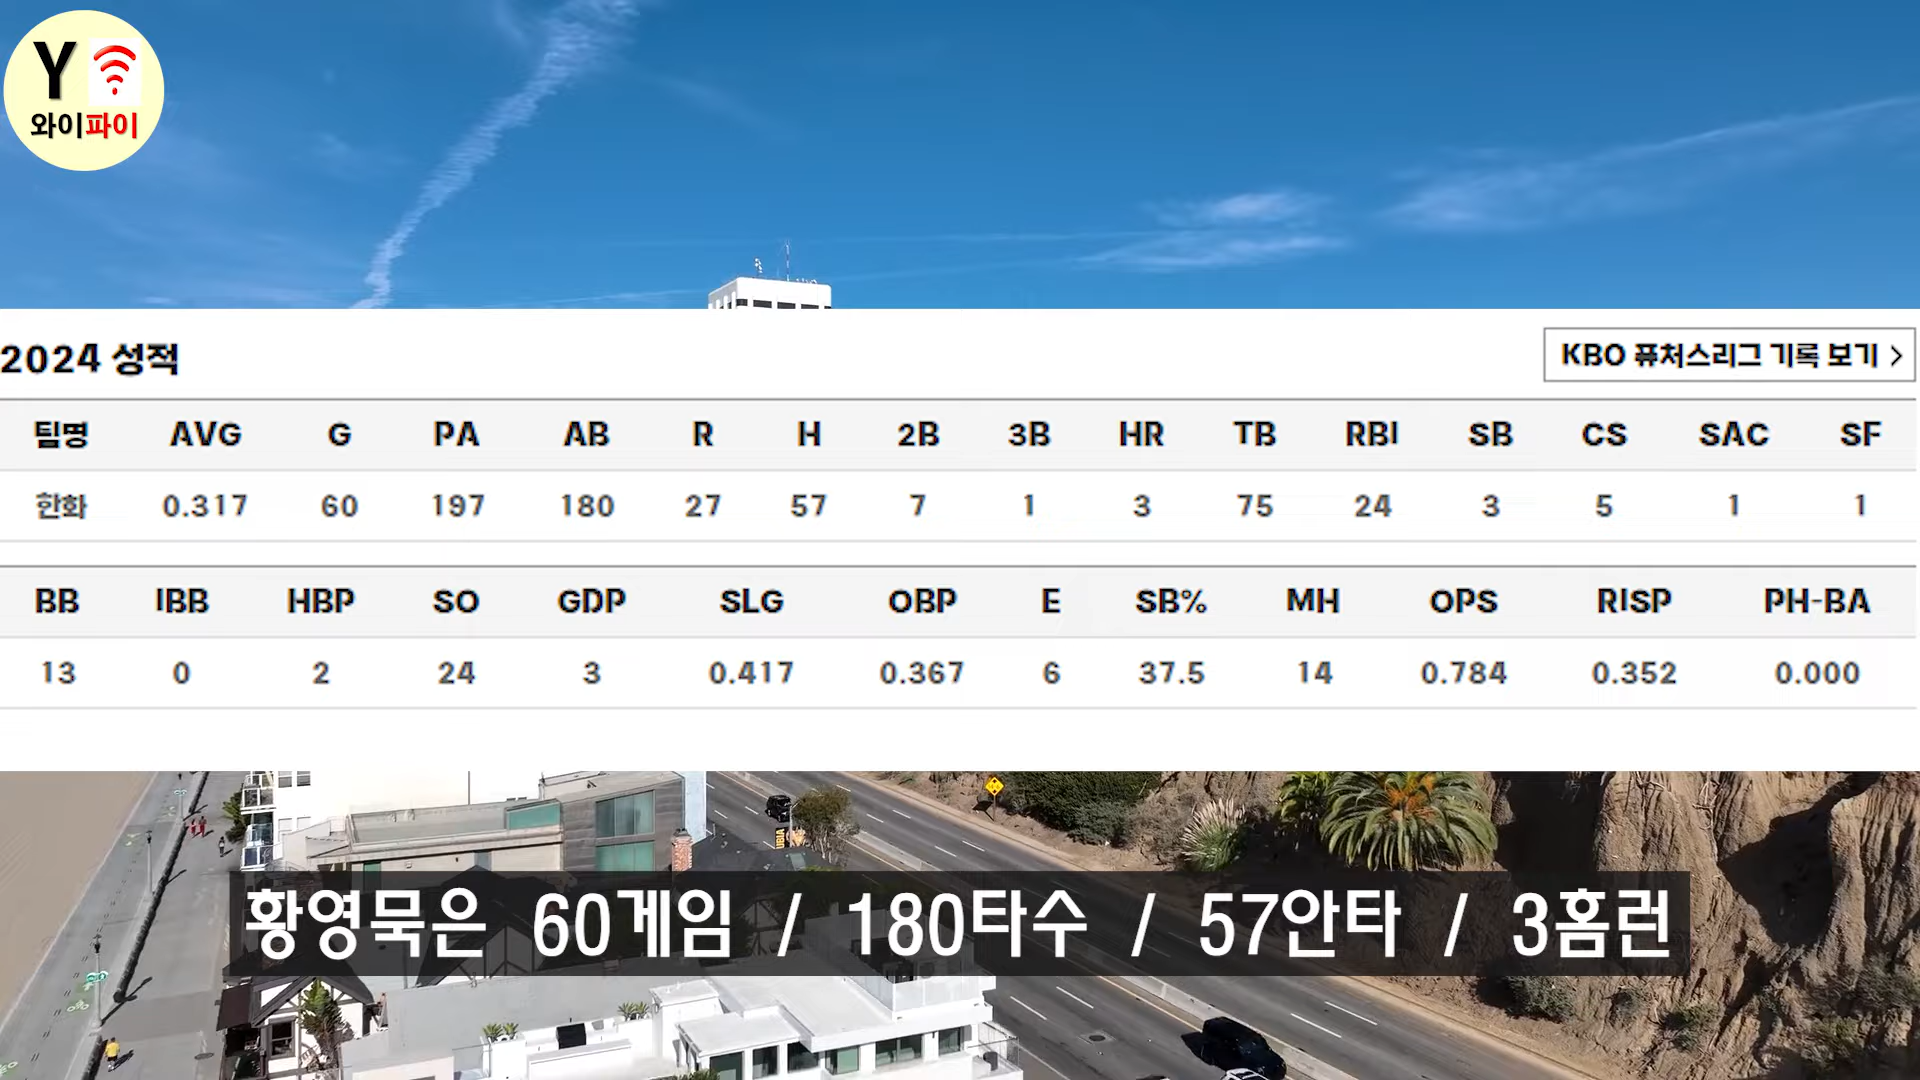 Y
와이파이
2024 성적
KBO 퓨처스리그 기록 보기 >
팀명 AVG G PA AB R H 2B 3B HR TB RBI SB CS SAC SF
한화 0.317 60 197 180 27 57 7 1 3 75 24 3 5 1 1
BB IBB HBP SO GDP SLG OBP E SB% MH OPS RISP PH-BA
13 0 2 24 3 0.417 0.367 6 37.5 14 0.784 0.352 0.000
황영묵은 60게임 / 180타수 / 57안타 / 3홈런